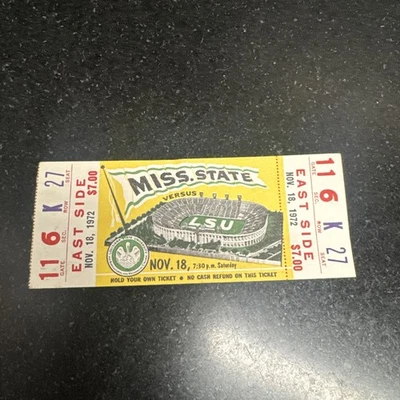 11 6 K 27
GATE SEC. ROW SEAT
EAST SIDE
NOV. 18, 1972 $7.00
MISS. STATE
VERSUS
LSU
NOV. 18, 7:30 p.m. Saturday
HOLD YOUR OWN TICKET • NO CASH REFUND ON THIS TICKET
EAST SIDE
NOV. 18, 1972 $7.00
11 6 K 27
GATE SEC. ROW SEAT